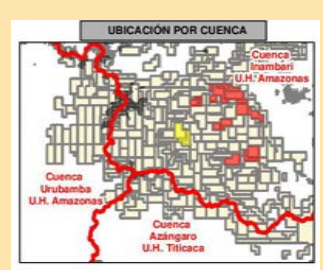 UBICACIÓN POR CUENCA
Cuenca
Inambari
U.H. Amazonas
Cuenca
Urubamba
U.H. Amazonas
Cuenca
Azángaro
U.H. Titicaca